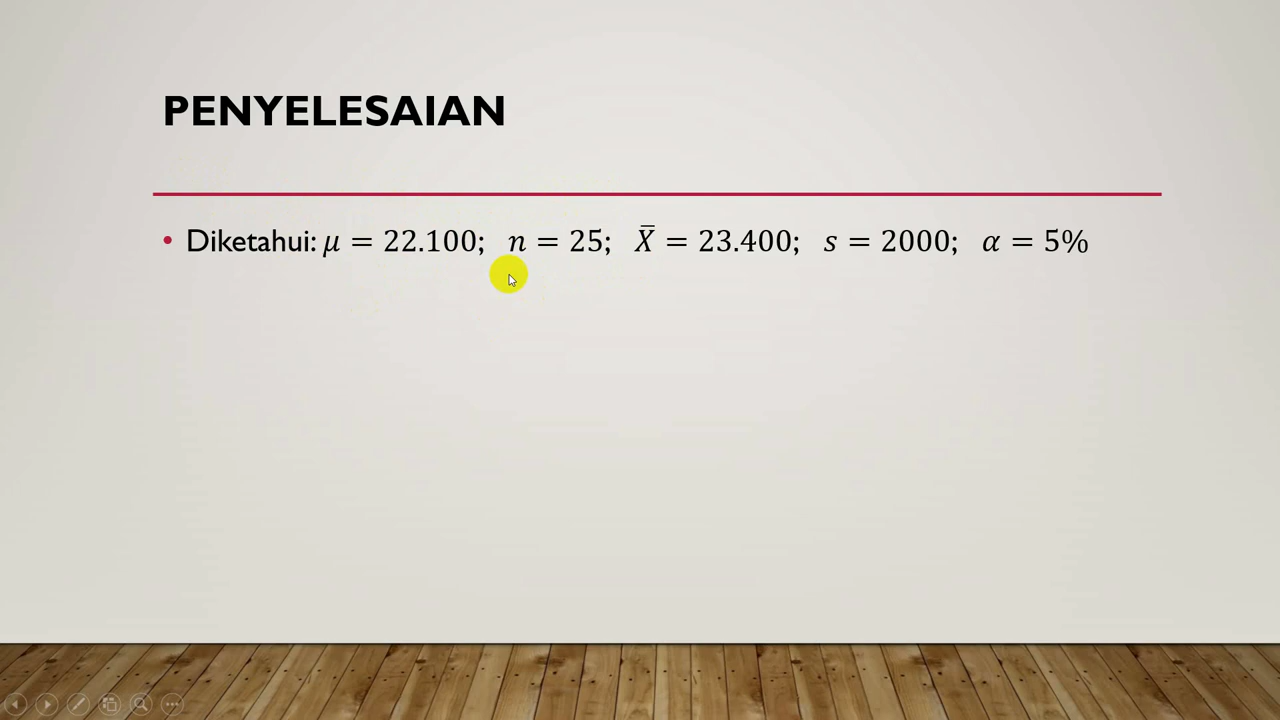 PENYELESAIAN
• Diketahui: 𝜇 = 22.100; 𝑛 = 25; X̄ = 23.400; 𝑠 = 2000; 𝛼 = 5%